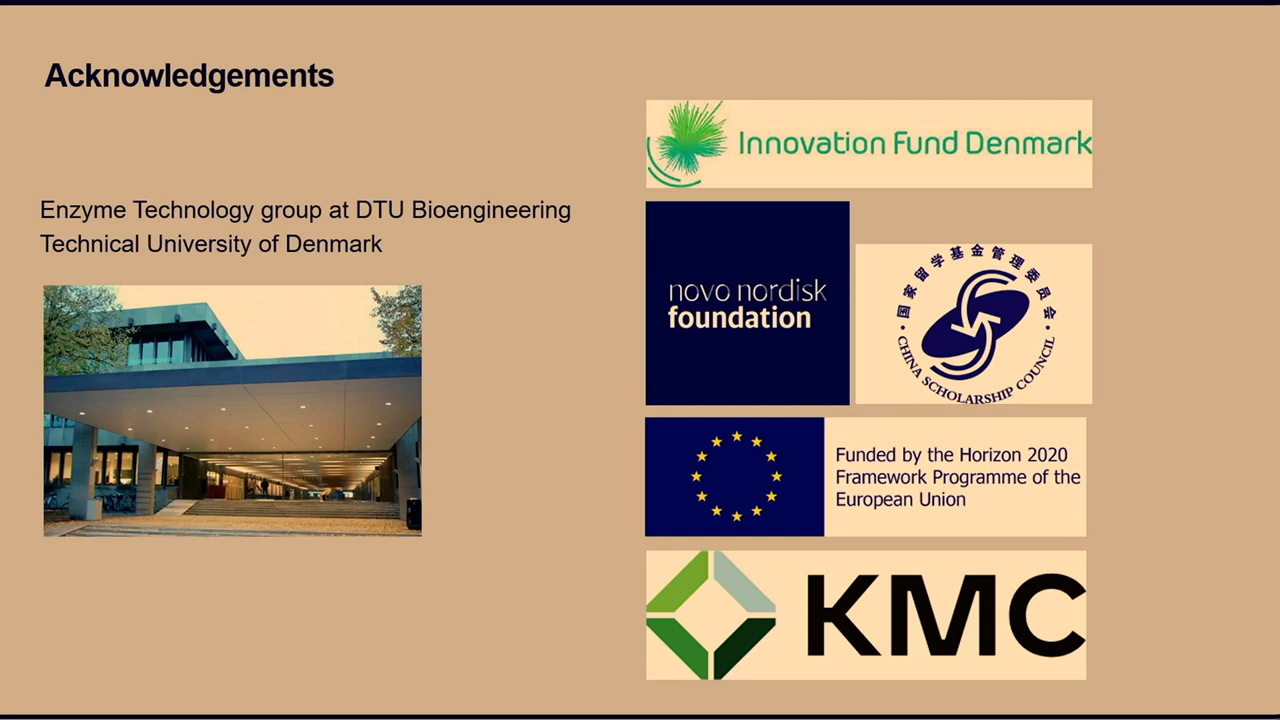 Acknowledgements
Enzyme Technology group at DTU Bioengineering
Technical University of Denmark
Innovation Fund Denmark
novo nordisk
foundation
国家留学基金管理委员会
• CHINA SCHOLARSHIP COUNCIL •
Funded by the Horizon 2020
Framework Programme of the
European Union
KMC